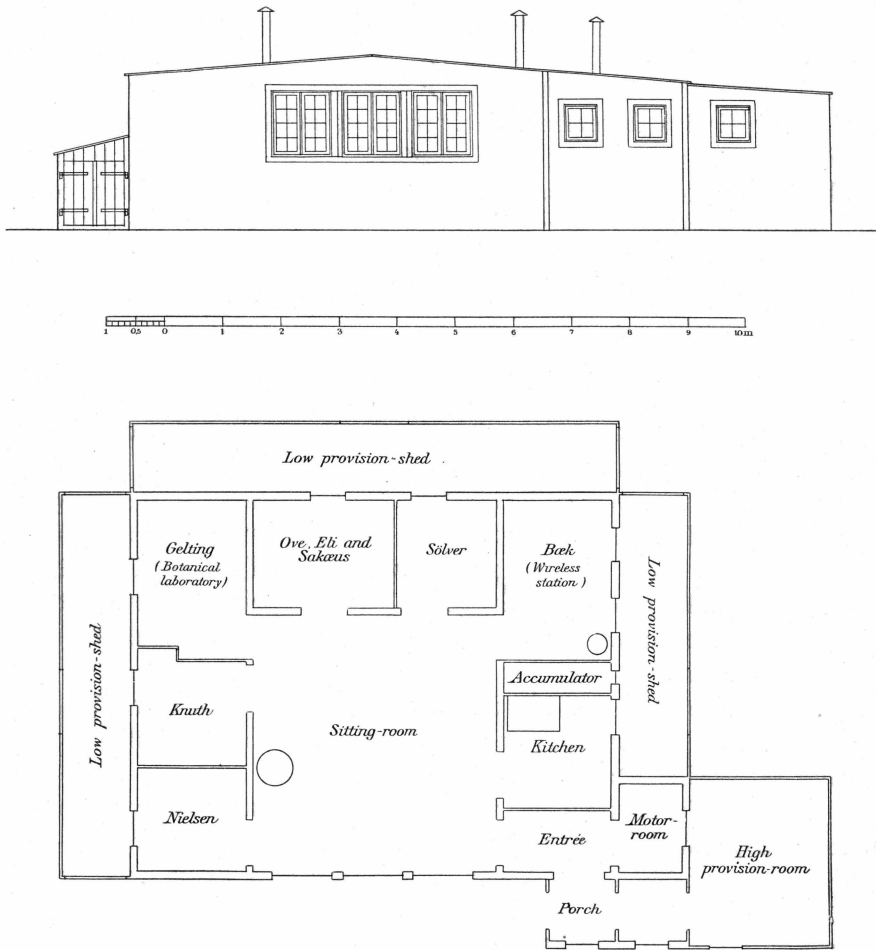 1 0,5 0 1 2 3 4 5 6 7 8 9 10m
Low provision-shed
Gelting
(Botanical
laboratory)
Ove, Eli and
Sakæus
Sölver
Bæk
(Wireless
station)
Low provision-shed
Low provision-shed
Knuth
Sitting-room
Accumulator
Kitchen
Nielsen
Entrée
Motor-
room
High
provision-room
Porch